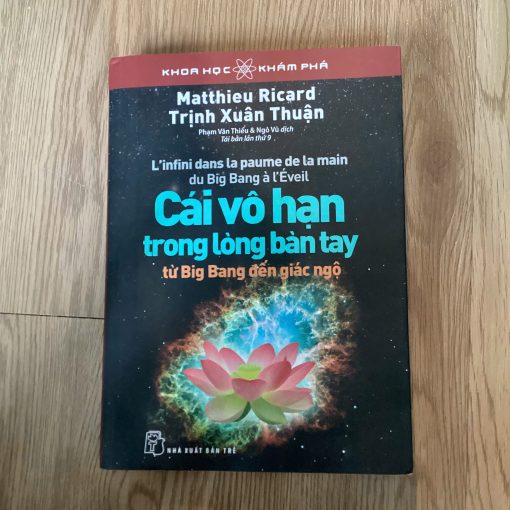 KHOA HỌC KHÁM PHÁ
Matthieu Ricard
Trịnh Xuân Thuận
Phạm Văn Thiều & Ngô Vũ dịch
Tái bản lần thứ 9
L'infini dans la paume de la main
du Big Bang à l'Éveil
Cái vô hạn
trong lòng bàn tay
từ Big Bang đến giác ngộ
NHÀ XUẤT BẢN TRẺ